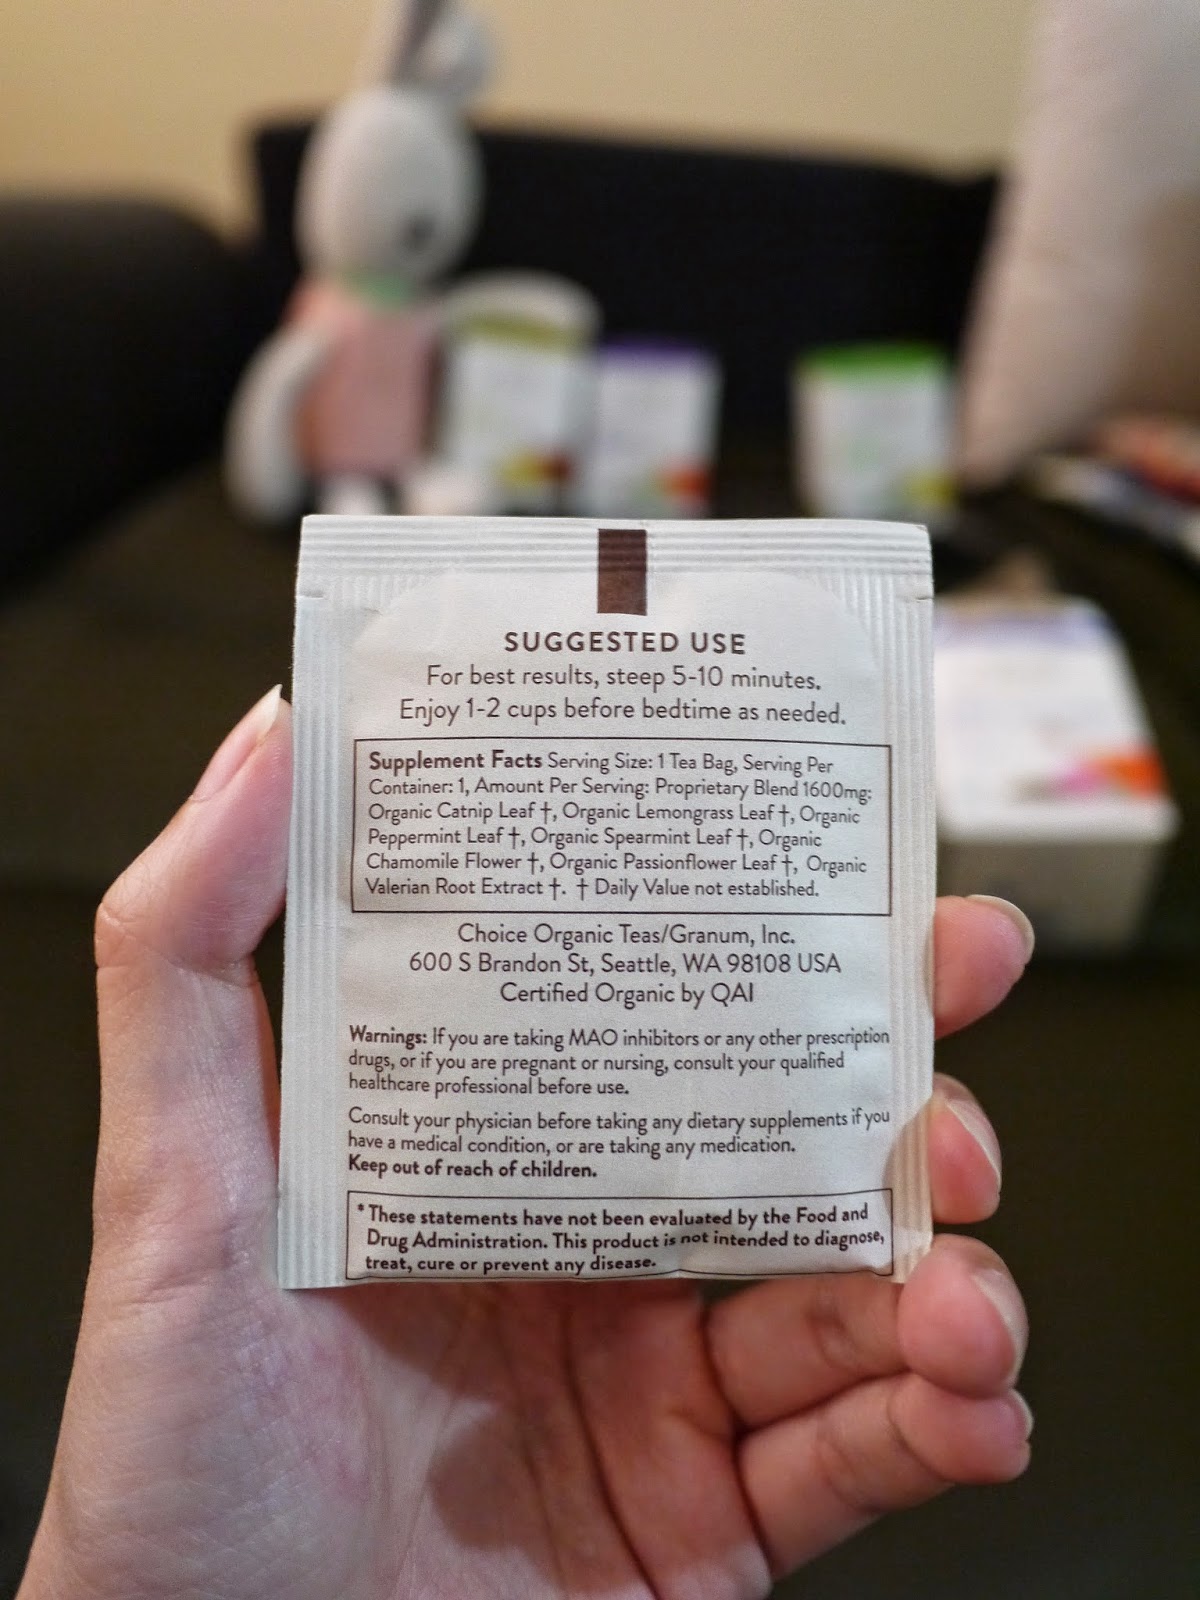 SUGGESTED USE
For best results, steep 5-10 minutes.
Enjoy 1-2 cups before bedtime as needed.
Supplement Facts Serving Size: 1 Tea Bag, Serving Per
Container: 1, Amount Per Serving: Proprietary Blend 1600mg:
Organic Catnip Leaf †, Organic Lemongrass Leaf †, Organic
Peppermint Leaf †, Organic Spearmint Leaf †, Organic
Chamomile Flower †, Organic Passionflower Leaf †, Organic
Valerian Root Extract †. † Daily Value not established.
Choice Organic Teas/Granum, Inc.
600 S Brandon St, Seattle, WA 98108 USA
Certified Organic by QAI
Warnings: If you are taking MAO inhibitors or any other prescription
drugs, or if you are pregnant or nursing, consult your qualified
healthcare professional before use.
Consult your physician before taking any dietary supplements if you
have a medical condition, or are taking any medication.
Keep out of reach of children.
* These statements have not been evaluated by the Food and
Drug Administration. This product is not intended to diagnose,
treat, cure or prevent any disease.